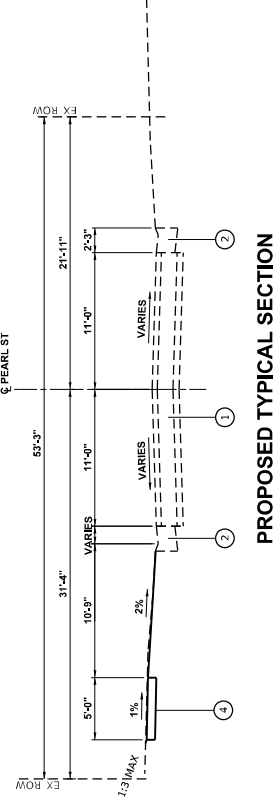 ℄ PEARL ST
EX ROW
EX ROW
53'-3"
31'-4"
21'-11"
5'-0"
10'-9"
VARIES
11'-0"
11'-0"
2'-3"
1:3 MAX
1%
2%
VARIES
VARIES
4
2
1
2
PROPOSED TYPICAL SECTION